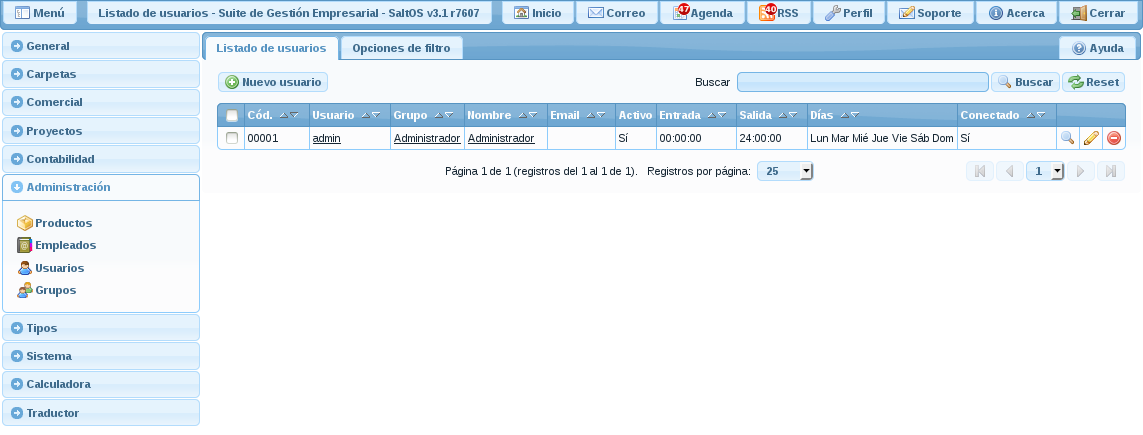 Menú Listado de usuarios - Suite de Gestión Empresarial - SaltOS v3.1 r7607 Inicio Correo 47 Agenda 40 RSS Perfil Soporte Acerca Cerrar
General
Carpetas
Comercial
Proyectos
Contabilidad
Administración
Productos
Empleados
Usuarios
Grupos
Tipos
Sistema
Calculadora
Traductor
Listado de usuarios Opciones de filtro Ayuda
Nuevo usuario Buscar Buscar Reset
Cód. Usuario Grupo Nombre Email Activo Entrada Salida Días Conectado
00001 admin Administrador Administrador Sí 00:00:00 24:00:00 Lun Mar Mié Jue Vie Sáb Dom Sí
Página 1 de 1 (registros del 1 al 1 de 1). Registros por página: 25 1